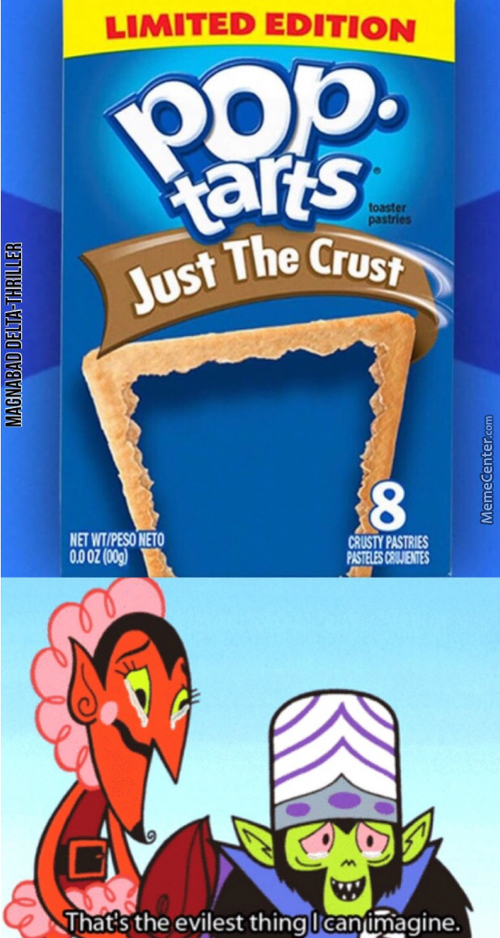 LIMITED EDITION
pop.
tarts
toaster
pastries
Just The Crust
MAGNABAD DELTA-THRILLER
MemeCenter.com
8
NET WT/PESO NETO
0.0 OZ (00g)
CRUSTY PASTRIES
PASTELES CRUJIENTES
That's the evilest thing I can imagine.